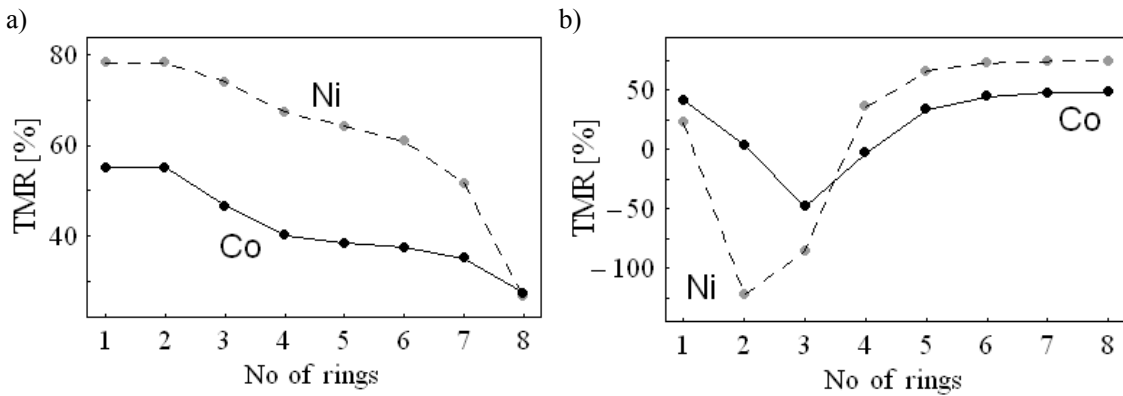 a)
TMR [%]
80
60
40
Ni
Co
1 2 3 4 5 6 7 8
No of rings
b)
TMR [%]
50
0
−50
−100
Co
Ni
1 2 3 4 5 6 7 8
No of rings